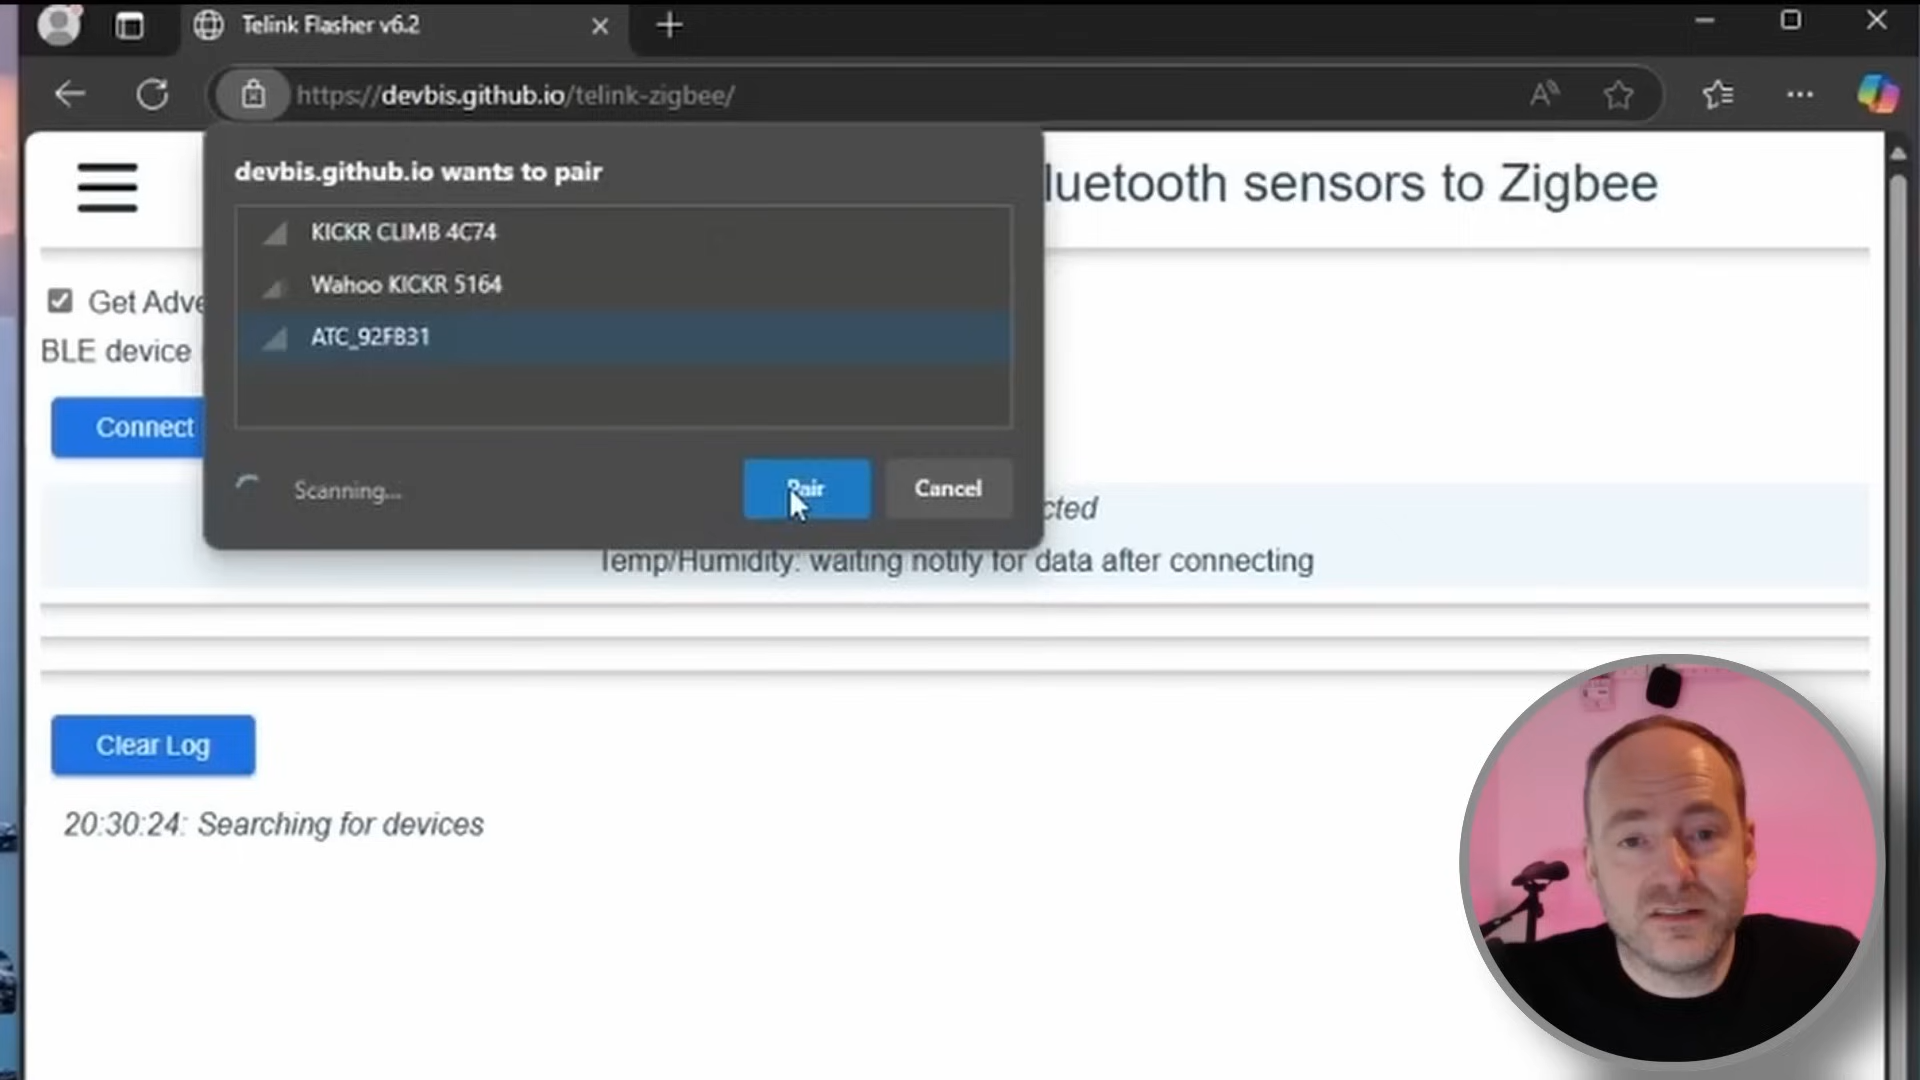 Telink Flasher v6.2
https://devbis.github.io/telink-zigbee/
devbis.github.io wants to pair
KICKR CLIMB 4C74
Wahoo KICKR 5164
ATC_92FB31
Scanning...
Pair
Cancel
luetooth sensors to Zigbee
Get Adve
BLE device
Connect
cted
Temp/Humidity: waiting notify for data after connecting
Clear Log
20:30:24: Searching for devices